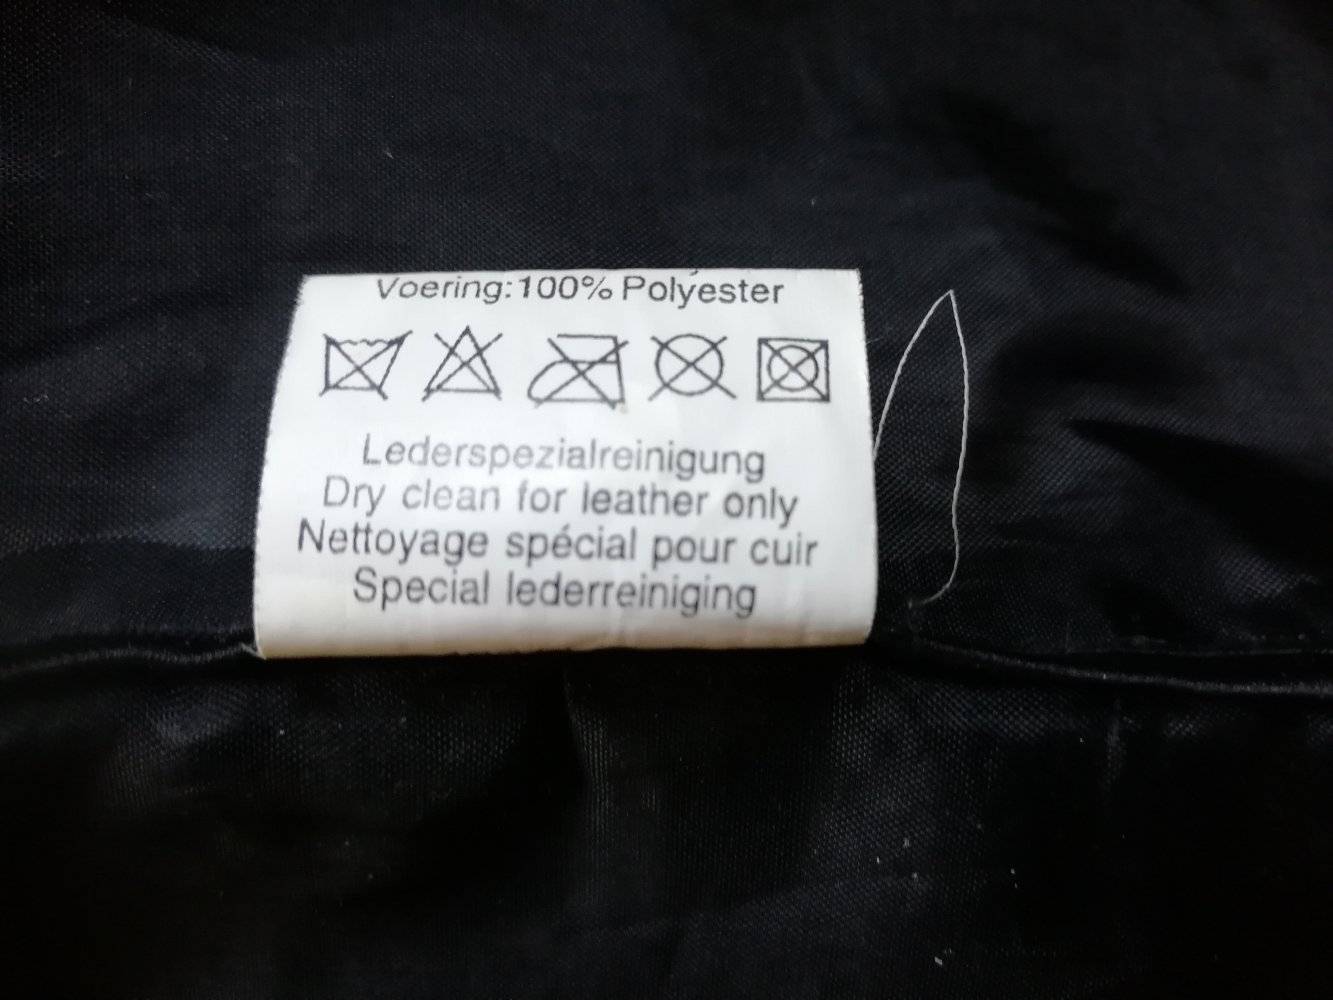 Voering:100% Polyester
Lederspezialreinigung
Dry clean for leather only
Nettoyage spécial pour cuir
Special lederreiniging